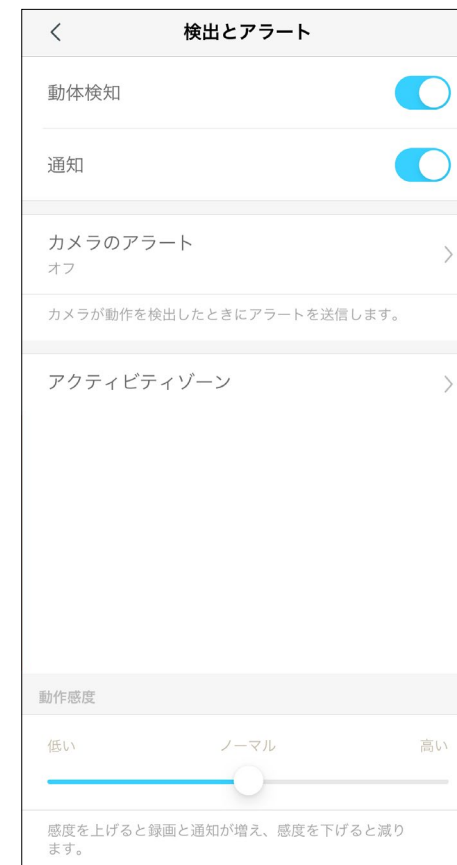 検出とアラート
動体検知
通知
カメラのアラート
オフ
カメラが動作を検出したときにアラートを送信します。
アクティビティゾーン
動作感度
低い ノーマル 高い
感度を上げると録画と通知が増え、感度を下げると減り
ます。